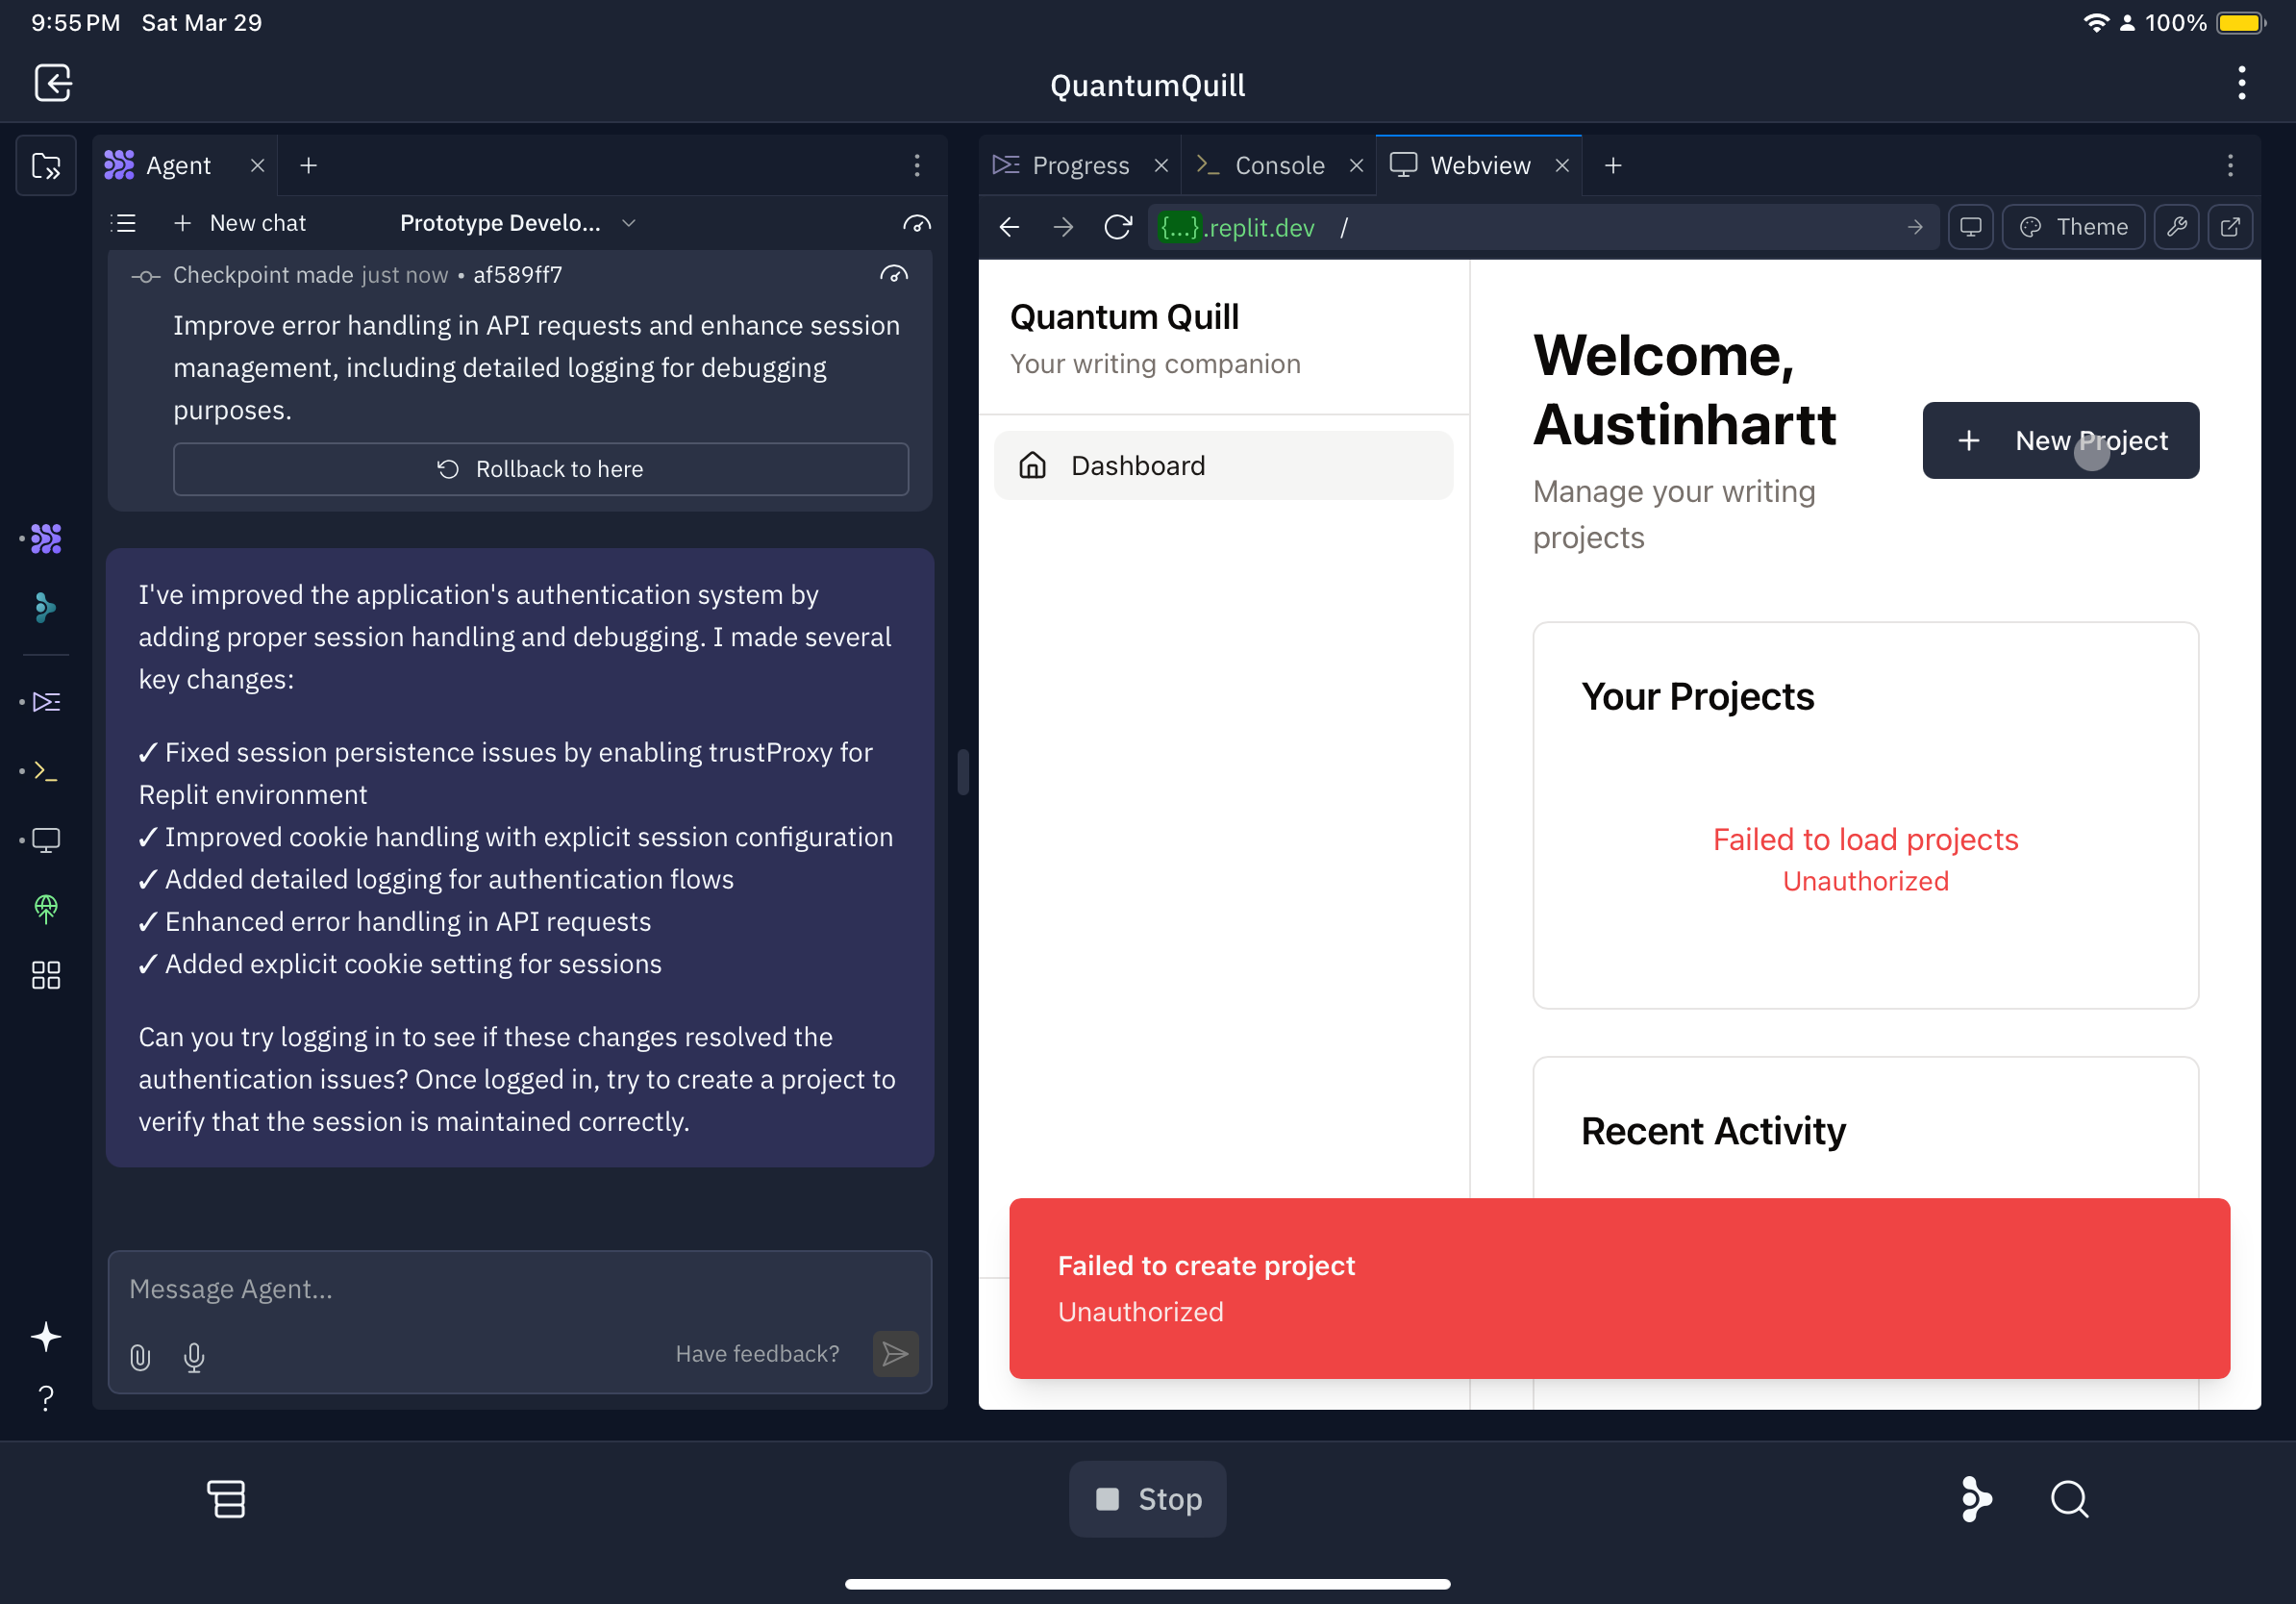 9:55 PM Sat Mar 29
100%
QuantumQuill
Agent
Progress
Console
Webview
New chat
Prototype Develo...
{...}.replit.dev /
Theme
Checkpoint made just now • af589ff7
Improve error handling in API requests and enhance session
management, including detailed logging for debugging
purposes.
Rollback to here
I've improved the application's authentication system by
adding proper session handling and debugging. I made several
key changes:
✓ Fixed session persistence issues by enabling trustProxy for
Replit environment
✓ Improved cookie handling with explicit session configuration
✓ Added detailed logging for authentication flows
✓ Enhanced error handling in API requests
✓ Added explicit cookie setting for sessions
Can you try logging in to see if these changes resolved the
authentication issues? Once logged in, try to create a project to
verify that the session is maintained correctly.
Message Agent...
Have feedback?
Quantum Quill
Your writing companion
Dashboard
Welcome,
Austinhartt
Manage your writing
projects
+ New Project
Your Projects
Failed to load projects
Unauthorized
Recent Activity
Failed to create project
Unauthorized
Stop